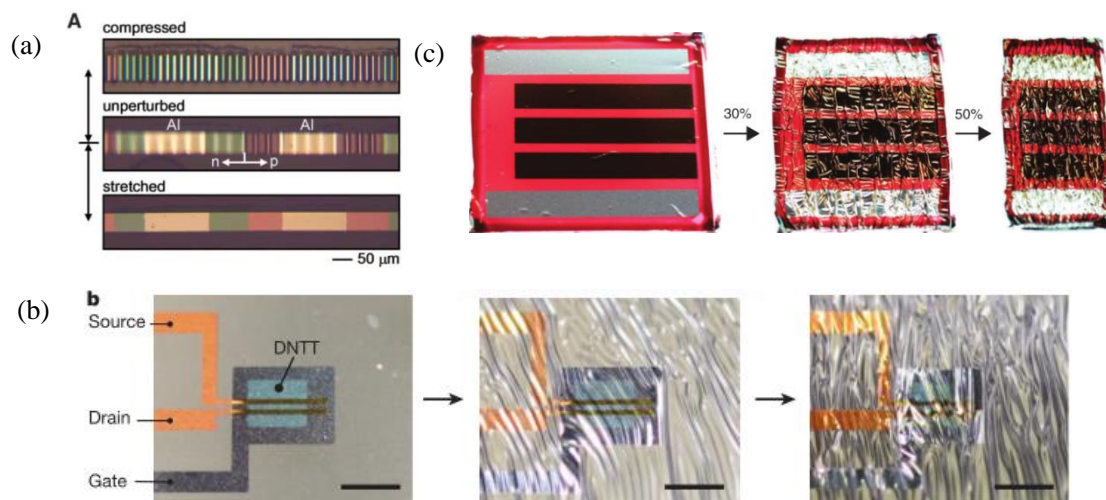 (a)
A
compressed
unperturbed
Al
Al
n
p
stretched
50 μm
(c)
30%
50%
(b)
b
Source
DNTT
Drain
Gate